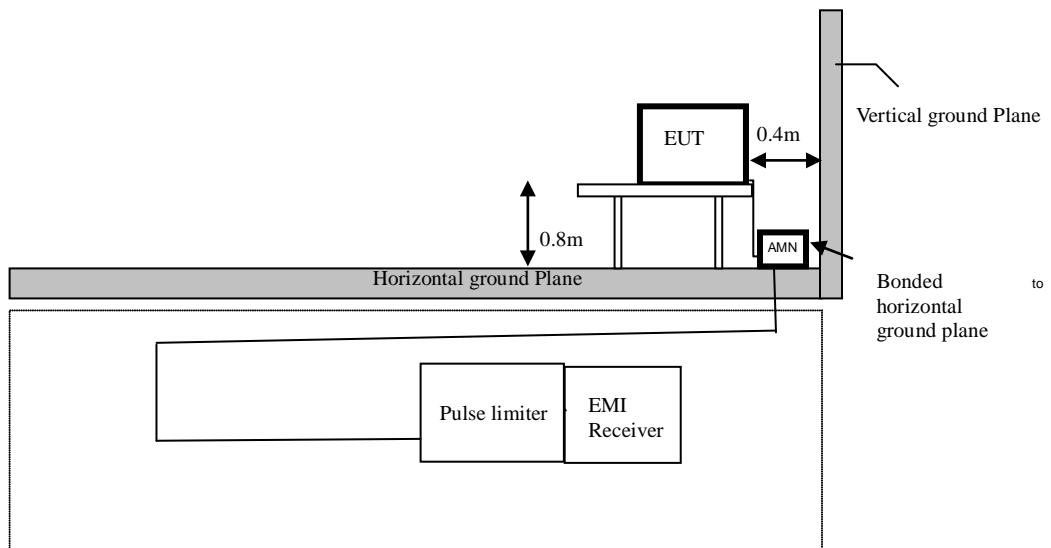 EUT
0.4m
Vertical ground Plane
0.8m
AMN
Horizontal ground Plane
Bonded to
horizontal
ground plane
Pulse limiter
EMI
Receiver